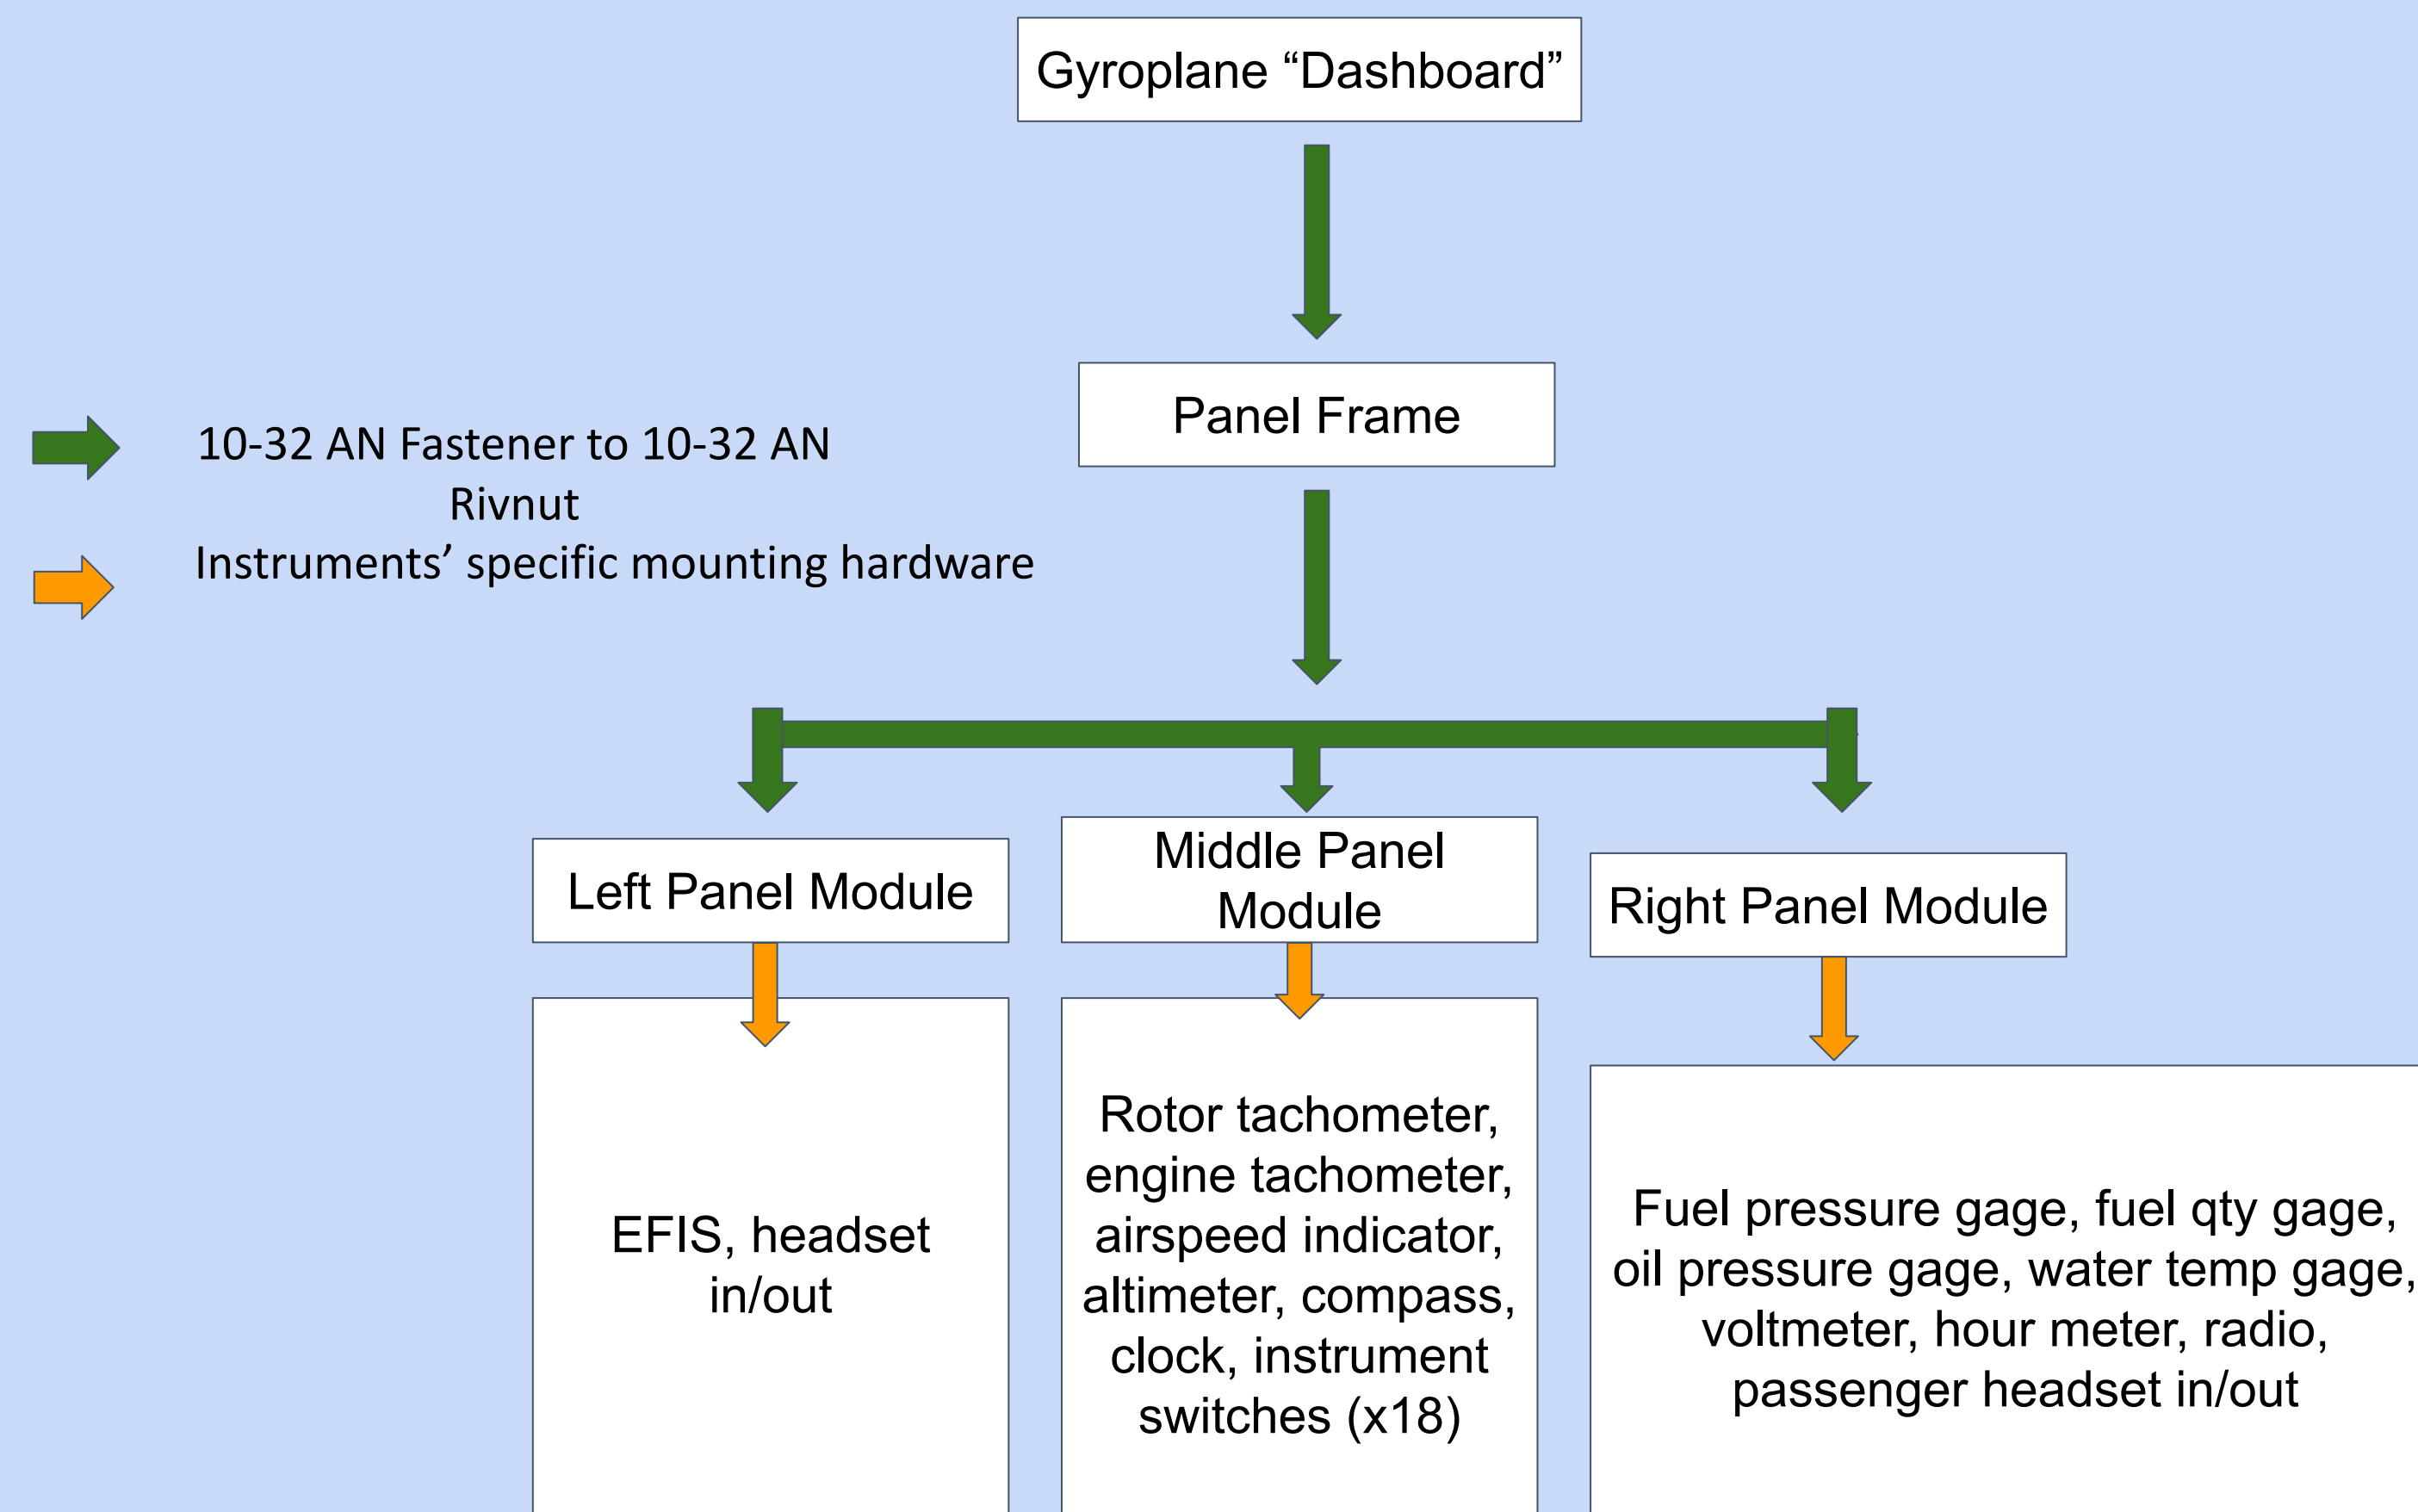 Gyroplane “Dashboard”
Panel Frame
10-32 AN Fastener to 10-32 AN
Rivnut
Instruments’ specific mounting hardware
Left Panel Module
Middle Panel
Module
Right Panel Module
EFIS, headset
in/out
Rotor tachometer,
engine tachometer,
airspeed indicator,
altimeter, compass,
clock, instrument
switches (x18)
Fuel pressure gage, fuel qty gage,
oil pressure gage, water temp gage,
voltmeter, hour meter, radio,
passenger headset in/out